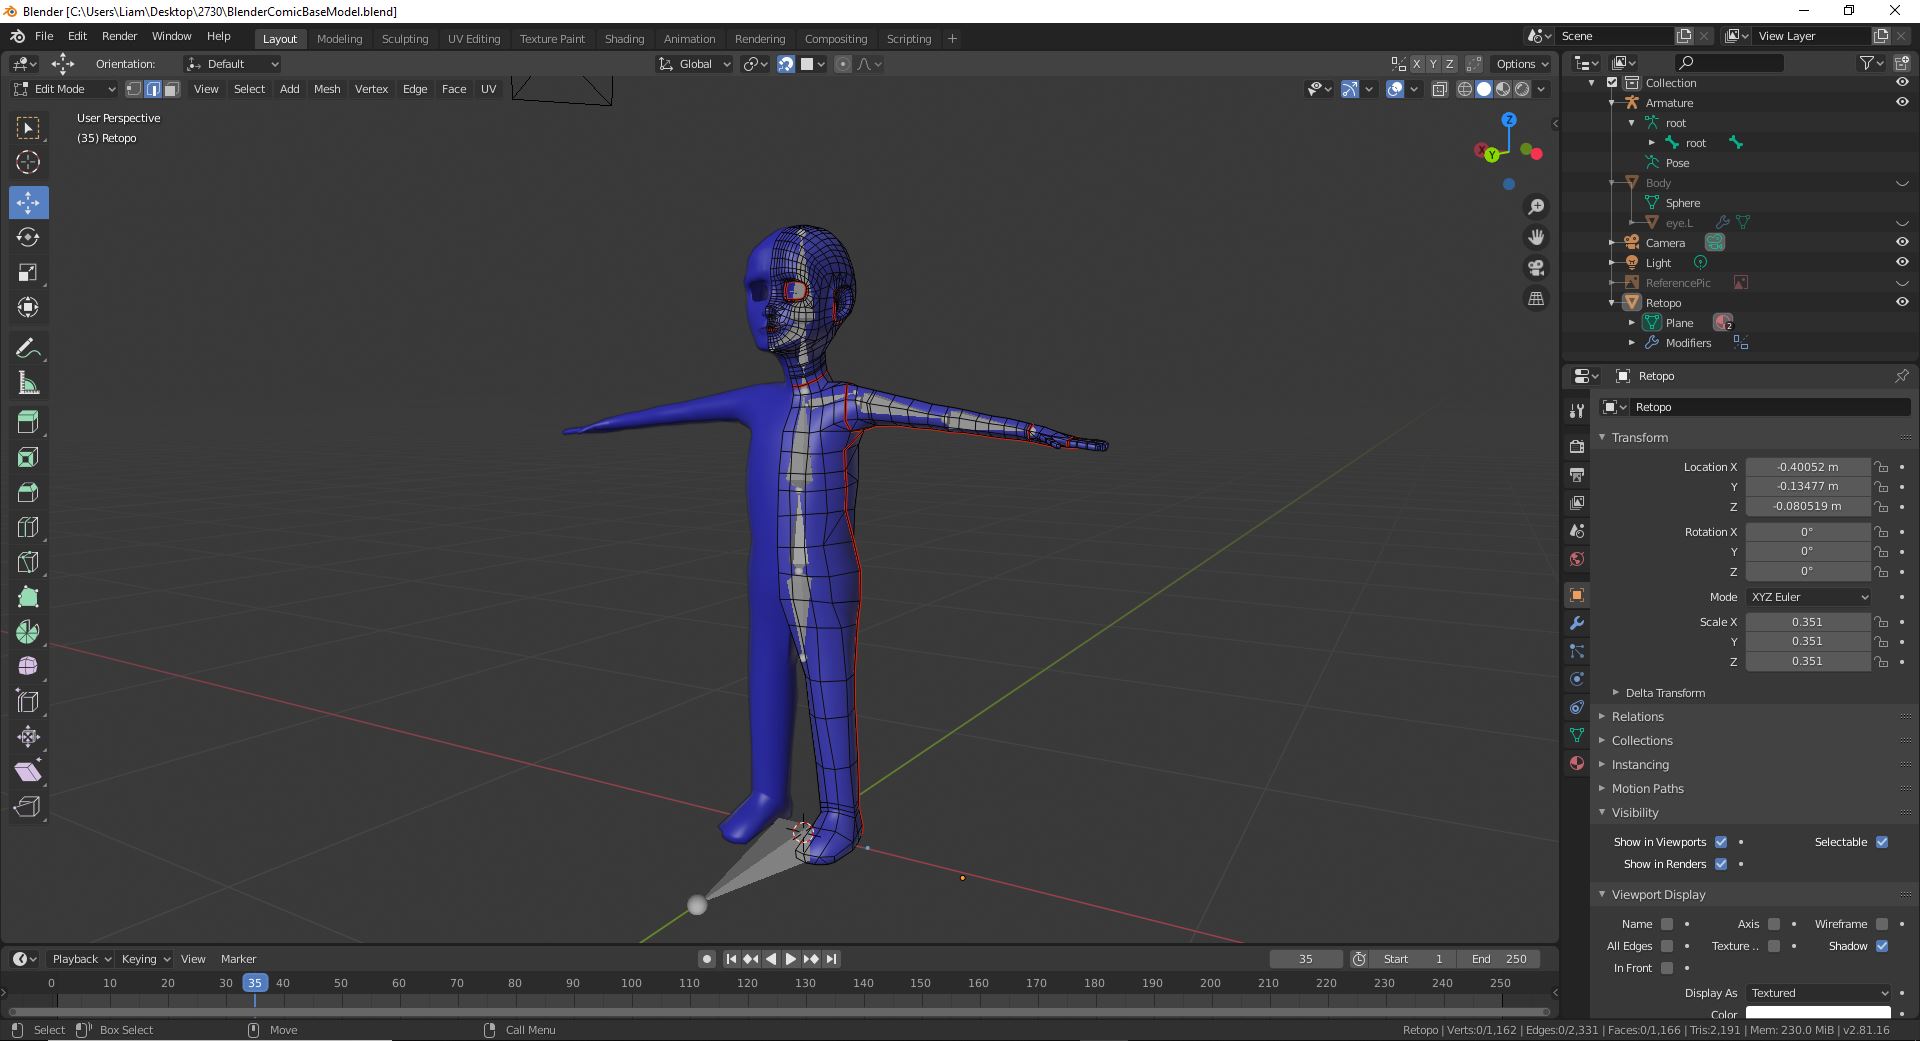 Blender [C:\Users\Liam\Desktop\2730\BlenderComicBaseModel.blend]
File Edit Render Window Help Layout Modeling Sculpting UV Editing Texture Paint Shading Animation Rendering Compositing Scripting + Scene View Layer
Orientation: Default Global X Y Z Options
Edit Mode View Select Add Mesh Vertex Edge Face UV
User Perspective
(35) Retopo
Z
X
Y
Collection
Armature
root
root
Pose
Body
Sphere
eye.L
Camera
Light
ReferencePic
Retopo
Plane 2
Modifiers
Retopo
Retopo
Transform
Location X -0.40052 m
Y -0.13477 m
Z -0.080519 m
Rotation X 0°
Y 0°
Z 0°
Mode XYZ Euler
Scale X 0.351
Y 0.351
Z 0.351
Delta Transform
Relations
Collections
Instancing
Motion Paths
Visibility
Show in Viewports Selectable
Show in Renders
Viewport Display
Name Axis Wireframe
All Edges Texture .. Shadow
In Front
Display As Textured
Color
Playback Keying View Marker 35 Start 1 End 250
0 10 20 30 35 40 50 60 70 80 90 100 110 120 130 140 150 160 170 180 190 200 210 220 230 240 250
Select Box Select Move Call Menu Retopo | Verts:0/1,162 | Edges:0/2,331 | Faces:0/1,166 | Tris:2,191 | Mem: 230.0 MiB | v2.81.16